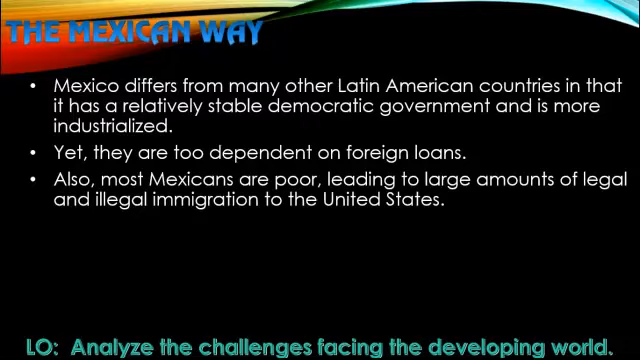 THE MEXICAN WAY
• Mexico differs from many other Latin American countries in that
it has a relatively stable democratic government and is more
industrialized.
• Yet, they are too dependent on foreign loans.
• Also, most Mexicans are poor, leading to large amounts of legal
and illegal immigration to the United States.
LO: Analyze the challenges facing the developing world.